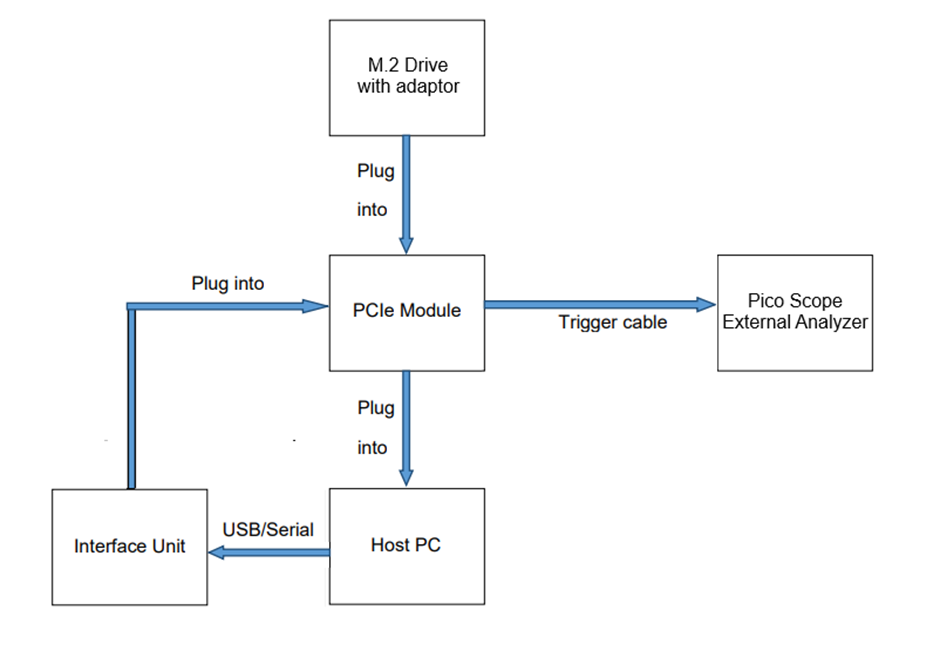 M.2 Drive
with adaptor
Plug
into
Plug into
PCIe Module
Pico Scope
External Analyzer
Trigger cable
Plug
into
USB/Serial
Interface Unit
Host PC